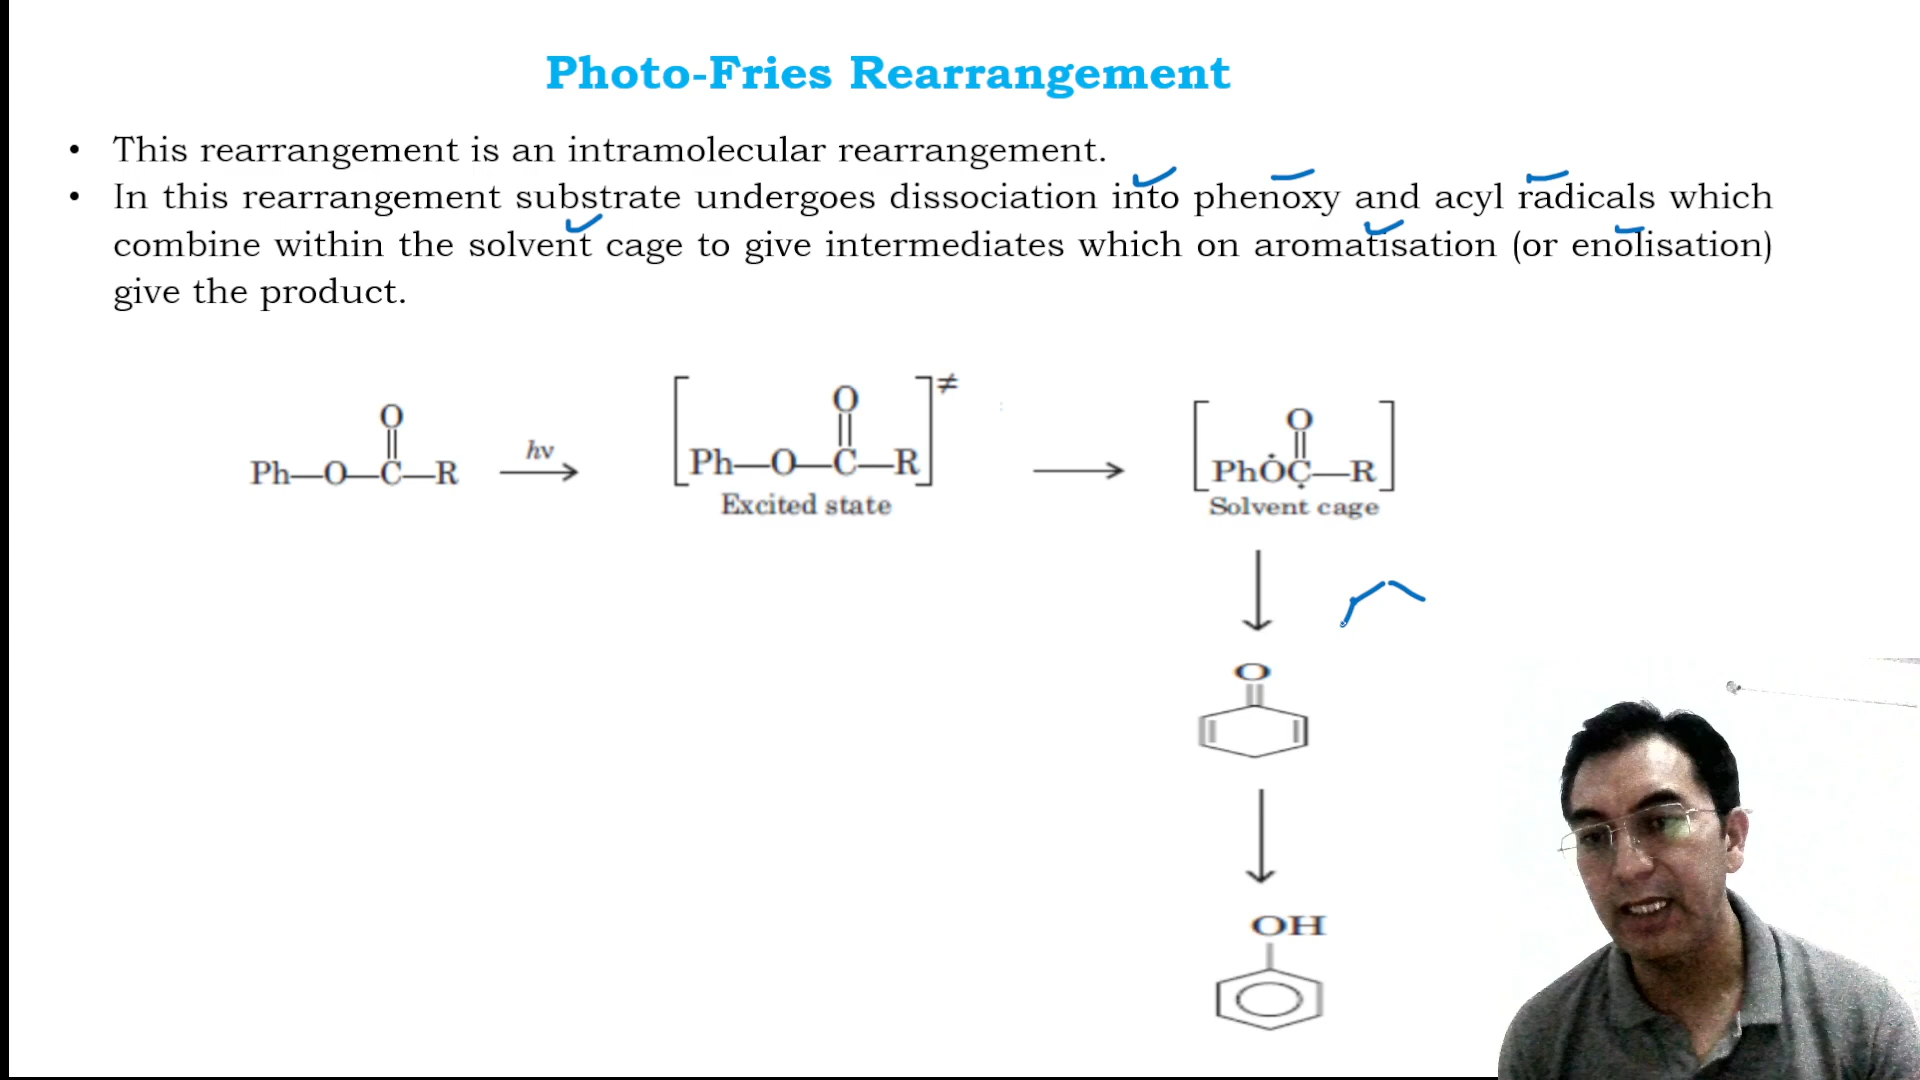 Photo-Fries Rearrangement
• This rearrangement is an intramolecular rearrangement.
• In this rearrangement substrate undergoes dissociation into phenoxy and acyl radicals which
combine within the solvent cage to give intermediates which on aromatisation (or enolisation)
give the product.
O
Ph—O—C—R
hν
O
≠
Ph—O—C—R
Excited state
O
PhȮĊ—R
Solvent cage
O
OH